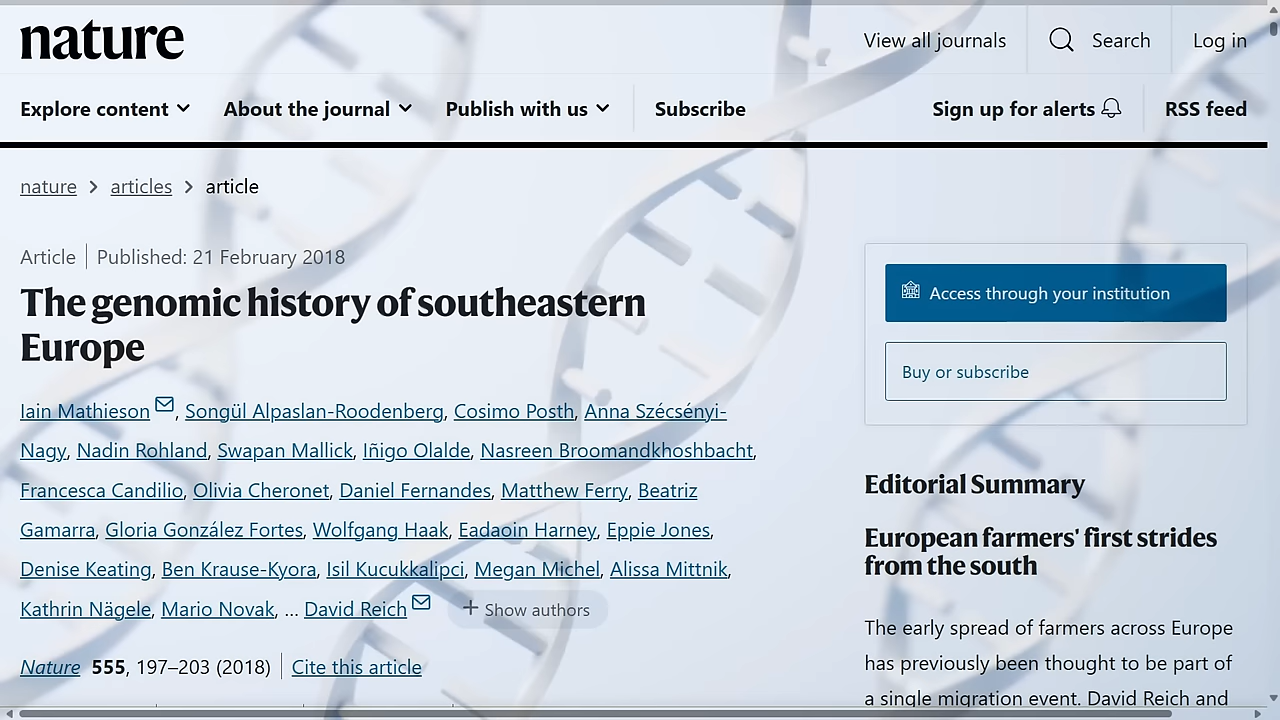 nature
View all journals
Search
Log in
Explore content
About the journal
Publish with us
Subscribe
Sign up for alerts
RSS feed
nature
articles
article
Article
Published: 21 February 2018
The genomic history of southeastern
Europe
Iain Mathieson, Songül Alpaslan-Roodenberg, Cosimo Posth, Anna Szécsényi-
Nagy, Nadin Rohland, Swapan Mallick, Iñigo Olalde, Nasreen Broomandkhoshbacht,
Francesca Candilio, Olivia Cheronet, Daniel Fernandes, Matthew Ferry, Beatriz
Gamarra, Gloria González Fortes, Wolfgang Haak, Eadaoin Harney, Eppie Jones,
Denise Keating, Ben Krause-Kyora, Isil Kucukkalipci, Megan Michel, Alissa Mittnik,
Kathrin Nägele, Mario Novak, … David Reich
Show authors
Nature 555, 197–203 (2018)
Cite this article
Access through your institution
Buy or subscribe
Editorial Summary
European farmers' first strides
from the south
The early spread of farmers across Europe
has previously been thought to be part of
a single migration event. David Reich and